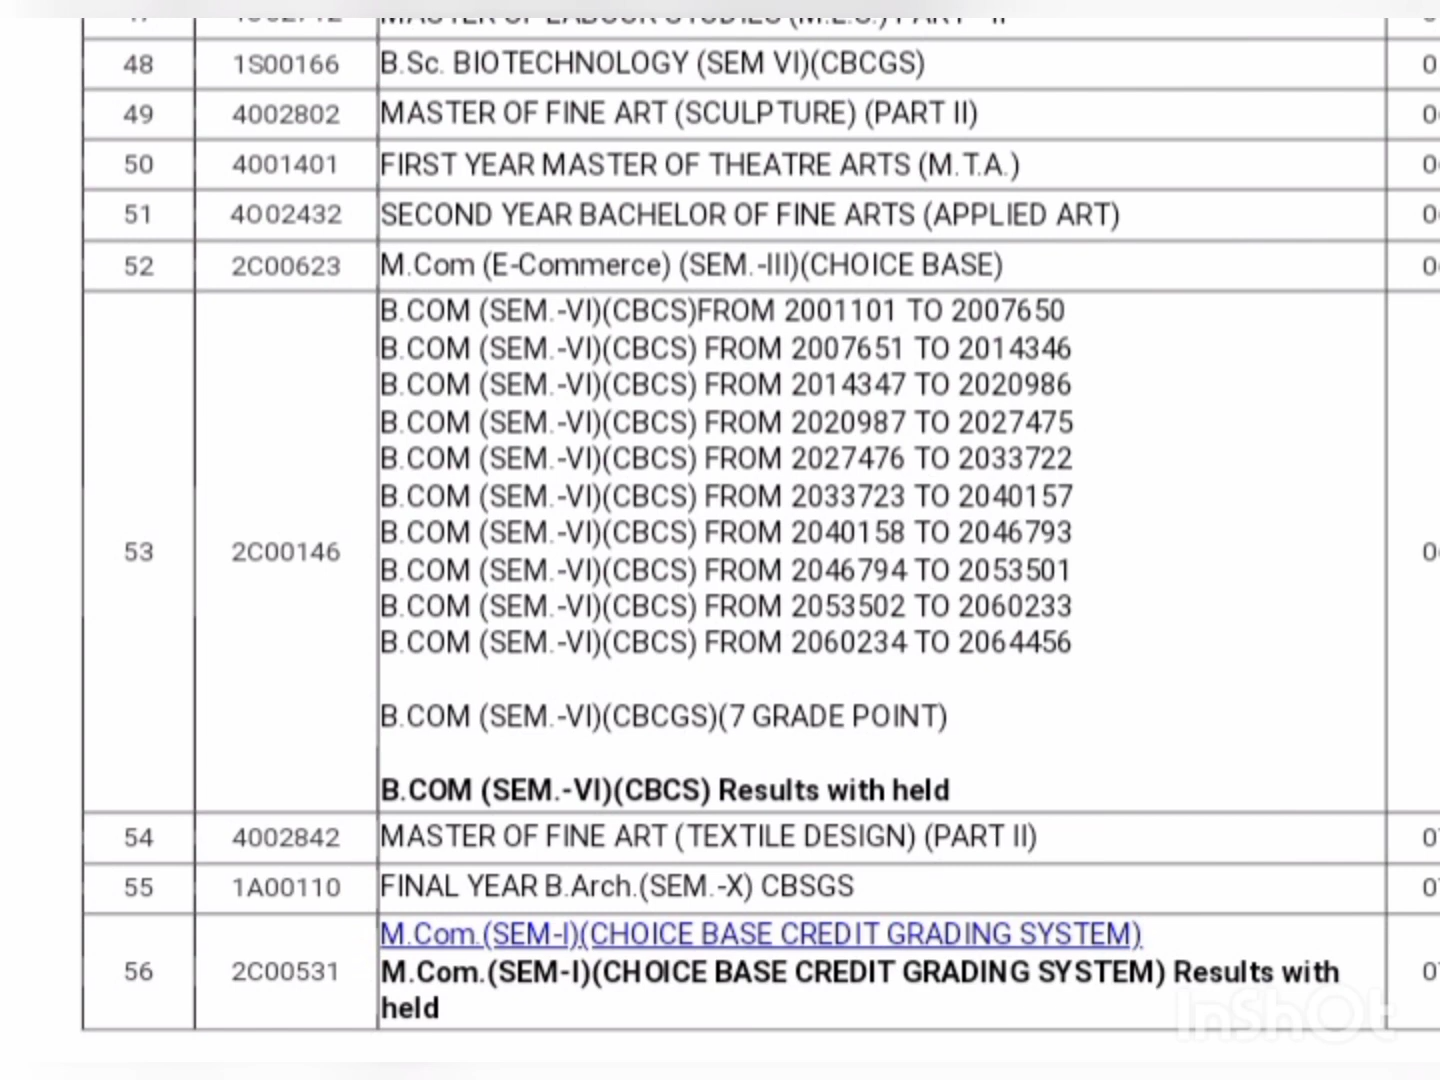 MASTER OF LABOUR STUDIES (M.L.S.) PART - II
48 1S00166 B.Sc. BIOTECHNOLOGY (SEM VI)(CBCGS)
49 4002802 MASTER OF FINE ART (SCULPTURE) (PART II)
50 4001401 FIRST YEAR MASTER OF THEATRE ARTS (M.T.A.)
51 4002432 SECOND YEAR BACHELOR OF FINE ARTS (APPLIED ART)
52 2C00623 M.Com (E-Commerce) (SEM.-III)(CHOICE BASE)
B.COM (SEM.-VI)(CBCS)FROM 2001101 TO 2007650
B.COM (SEM.-VI)(CBCS) FROM 2007651 TO 2014346
B.COM (SEM.-VI)(CBCS) FROM 2014347 TO 2020986
B.COM (SEM.-VI)(CBCS) FROM 2020987 TO 2027475
B.COM (SEM.-VI)(CBCS) FROM 2027476 TO 2033722
B.COM (SEM.-VI)(CBCS) FROM 2033723 TO 2040157
B.COM (SEM.-VI)(CBCS) FROM 2040158 TO 2046793
53 2C00146
B.COM (SEM.-VI)(CBCS) FROM 2046794 TO 2053501
B.COM (SEM.-VI)(CBCS) FROM 2053502 TO 2060233
B.COM (SEM.-VI)(CBCS) FROM 2060234 TO 2064456
B.COM (SEM.-VI)(CBCGS)(7 GRADE POINT)
B.COM (SEM.-VI)(CBCS) Results with held
54 4002842 MASTER OF FINE ART (TEXTILE DESIGN) (PART II)
55 1A00110 FINAL YEAR B.Arch.(SEM.-X) CBSGS
M.Com.(SEM-I)(CHOICE BASE CREDIT GRADING SYSTEM)
56 2C00531 M.Com.(SEM-I)(CHOICE BASE CREDIT GRADING SYSTEM) Results with
held
InShOt